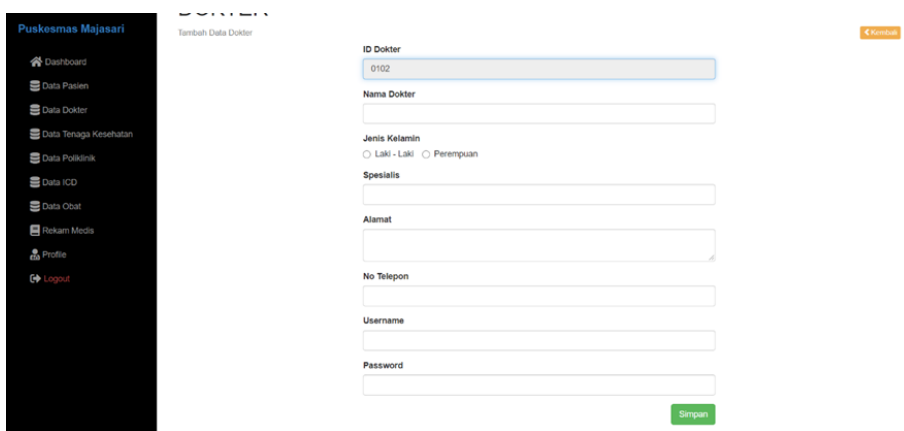 DOKTER
Puskesmas Majasari
Tambah Data Dokter
Kembali
Dashboard
Data Pasien
Data Dokter
Data Tenaga Kesehatan
Data Poliklinik
Data ICD
Data Obat
Rekam Medis
Profile
Logout
ID Dokter
0102
Nama Dokter
Jenis Kelamin
Laki - Laki Perempuan
Spesialis
Alamat
No Telepon
Username
Password
Simpan